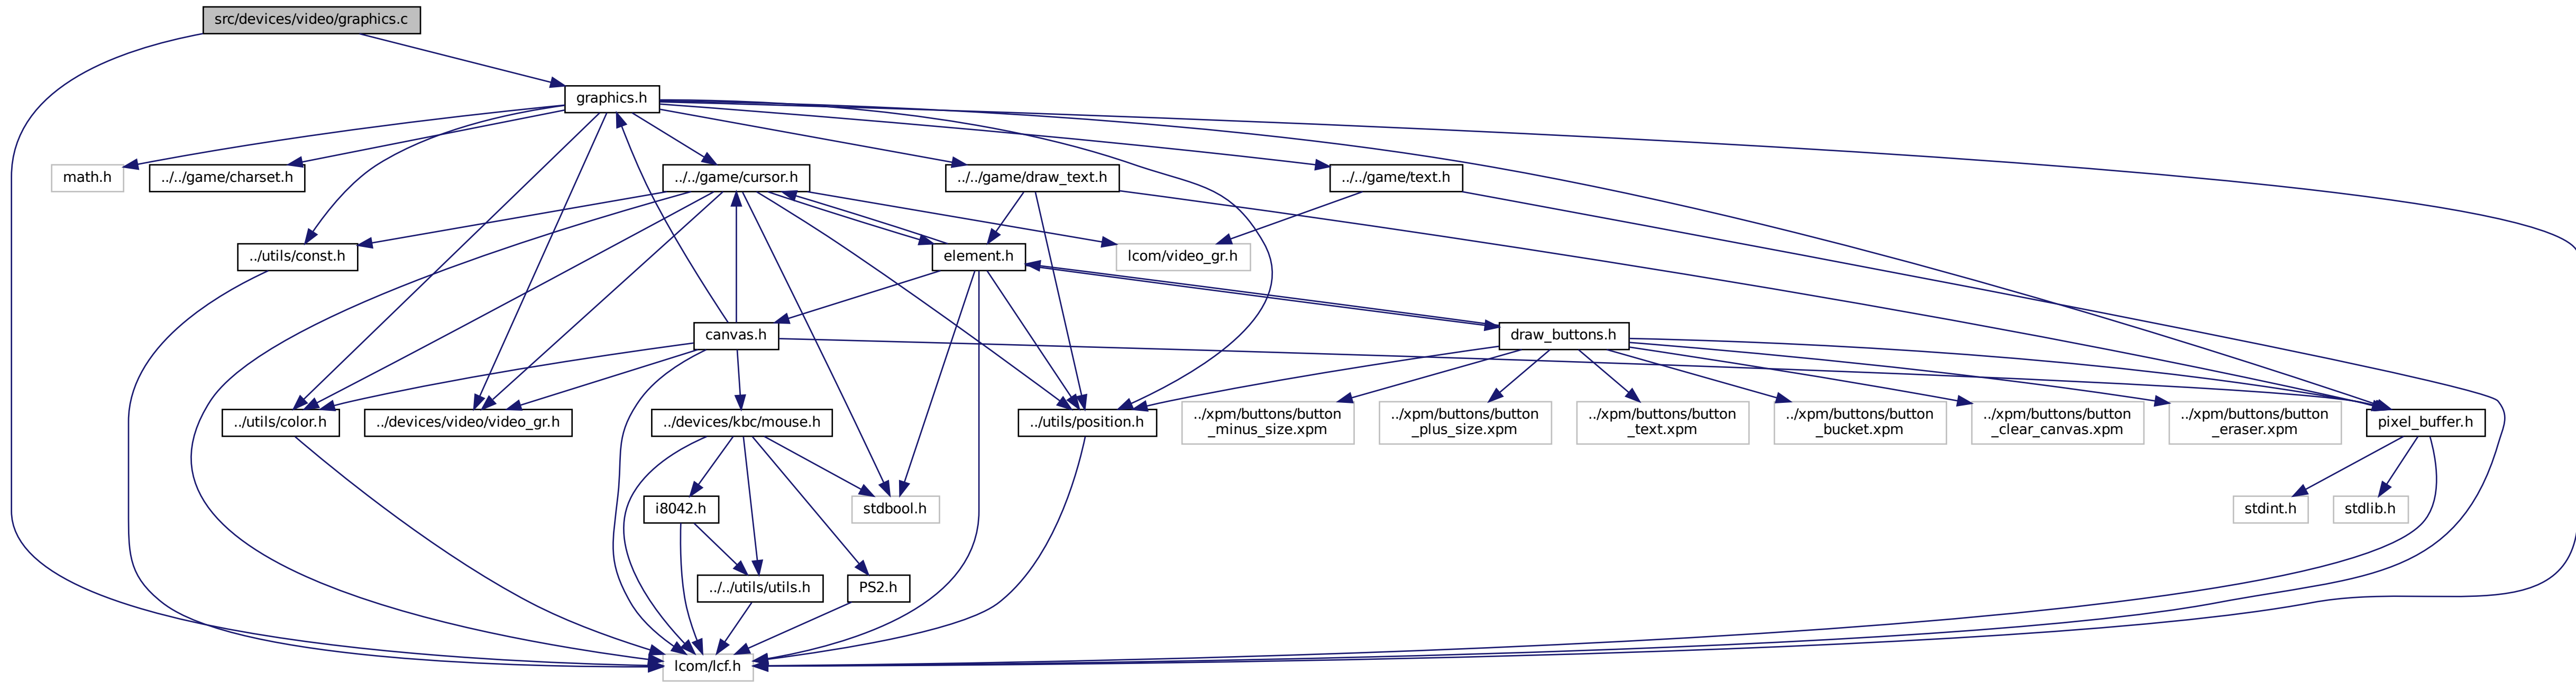 src/devices/video/graphics.c
graphics.h
math.h
../../game/charset.h
../../game/cursor.h
../../game/draw_text.h
../../game/text.h
../utils/const.h
element.h
lcom/video_gr.h
canvas.h
draw_buttons.h
../utils/color.h
../devices/video/video_gr.h
../devices/kbc/mouse.h
../utils/position.h
../xpm/buttons/button
_minus_size.xpm
../xpm/buttons/button
_plus_size.xpm
../xpm/buttons/button
_text.xpm
../xpm/buttons/button
_bucket.xpm
../xpm/buttons/button
_clear_canvas.xpm
../xpm/buttons/button
_eraser.xpm
pixel_buffer.h
i8042.h
stdbool.h
stdint.h
stdlib.h
../../utils/utils.h
PS2.h
lcom/lcf.h